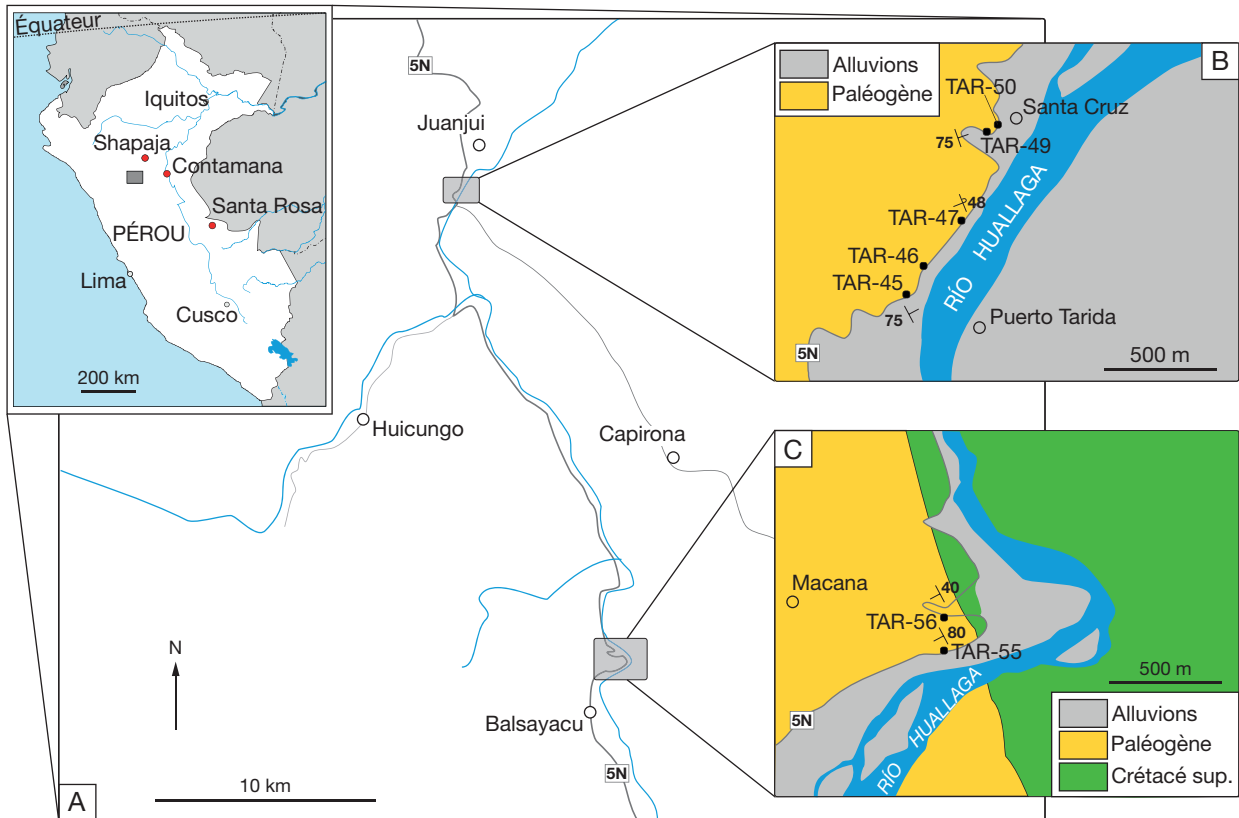 Équateur
Iquitos
Shapaja
Contamana
Santa Rosa
PÉROU
Lima
Cusco
200 km
5N
Juanjui
Huicungo
Capirona
Balsayacu
5N
N
10 km
A
Alluvions
Paléogène
B
TAR-50
Santa Cruz
75
TAR-49
48
TAR-47
TAR-46
TAR-45
75
RÍO HUALLAGA
Puerto Tarida
5N
500 m
C
Macana
40
TAR-56
80
TAR-55
500 m
5N
RÍO HUALLAGA
Alluvions
Paléogène
Crétacé sup.